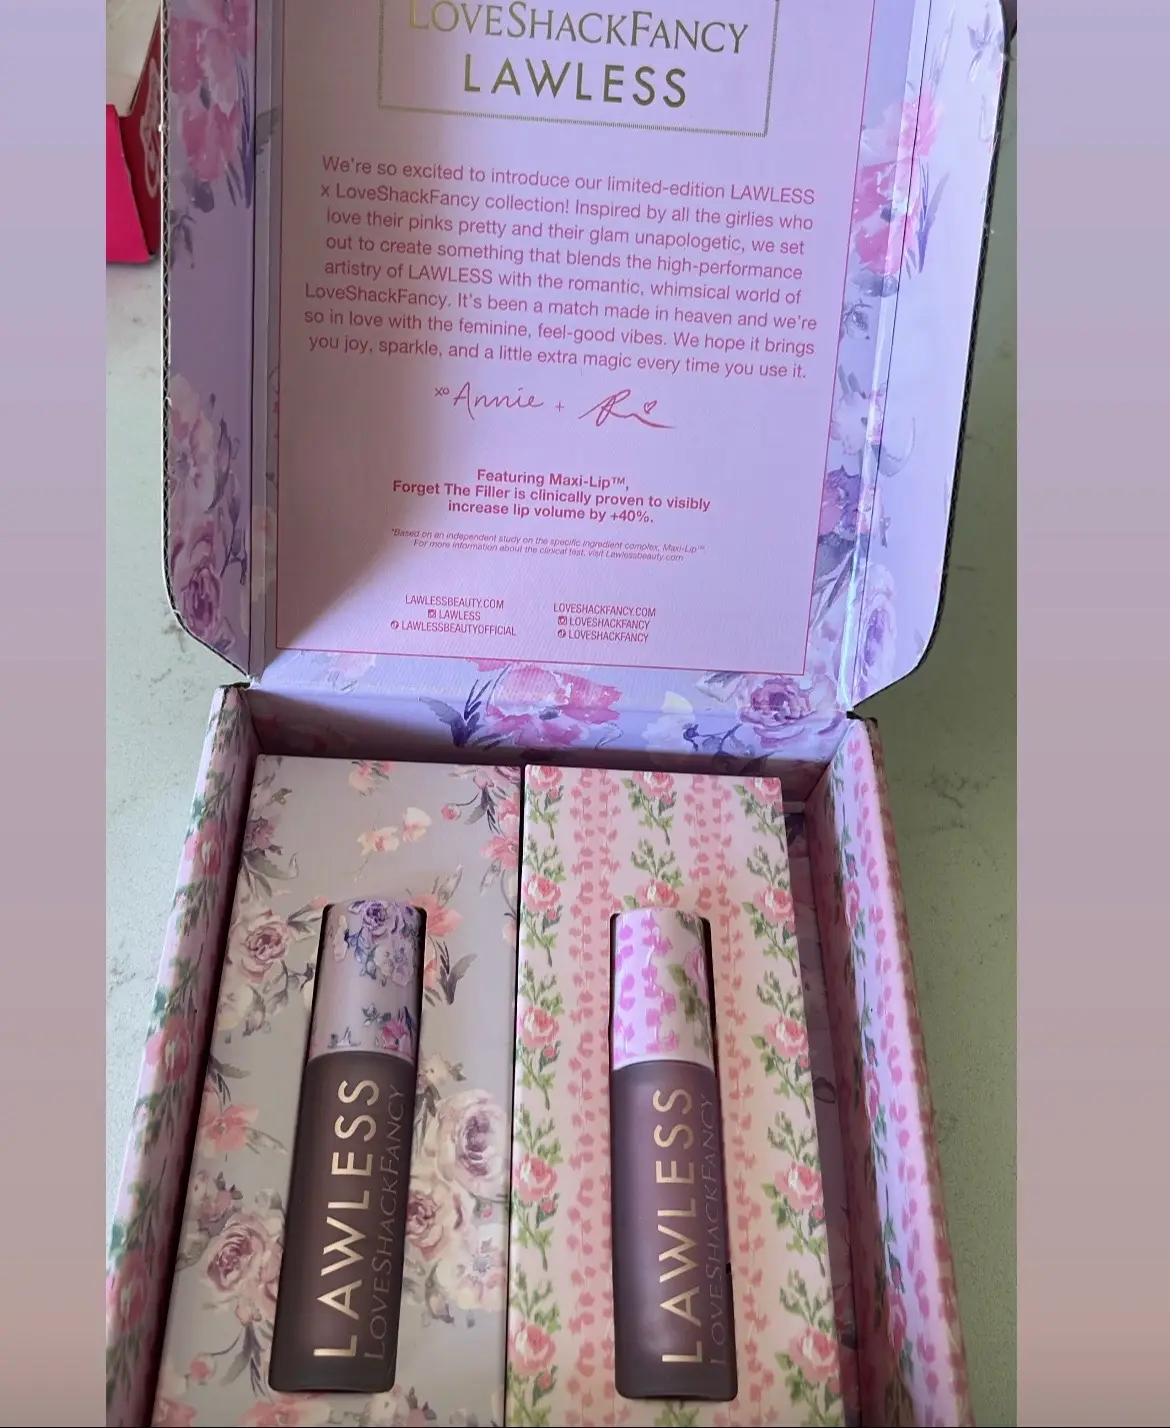 LOVESHACKFANCY
LAWLESS
We're so excited to introduce our limited-edition LAWLESS
x LoveShackFancy collection! Inspired by all the girlies who
love their pinks pretty and their glam unapologetic, we set
out to create something that blends the high-performance
artistry of LAWLESS with the romantic, whimsical world of
LoveShackFancy. It's been a match made in heaven and we're
so in love with the feminine, feel-good vibes. We hope it brings
you joy, sparkle, and a little extra magic every time you use it.
xo Annie +
Featuring Maxi-Lip™,
Forget The Filler is clinically proven to visibly
increase lip volume by +40%.
*Based on an independent study on the specific ingredient complex, Maxi-Lip™
For more information about the clinical test, visit Lawlessbeauty.com
LAWLESSBEAUTY.COM
LAWLESS
LAWLESSBEAUTYOFFICIAL
LOVESHACKFANCY.COM
LOVESHACKFANCY
LOVESHACKFANCY
LAWLESS
LOVESHACKFANCY
LAWLESS
LOVESHACKFANCY